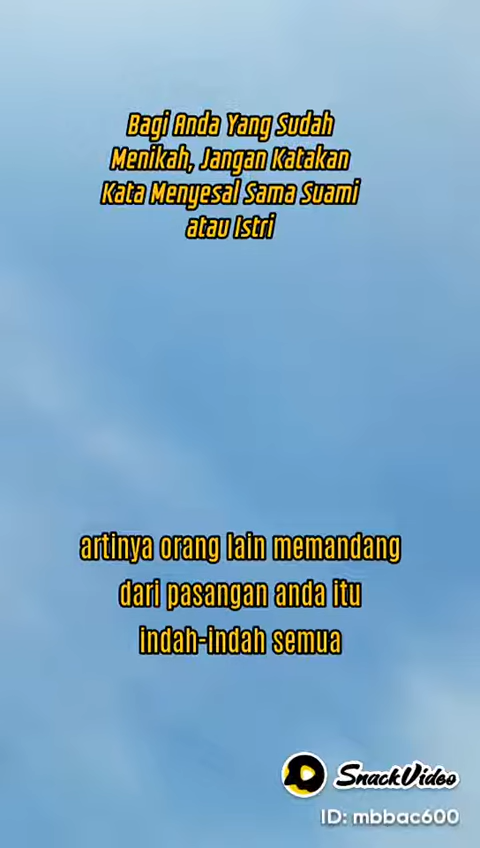 Bagi Anda Yang Sudah
Menikah, Jangan Katakan
Kata Menyesal Sama Suami
atau Istri
artinya orang lain memandang
dari pasangan anda itu
indah-indah semua
SnackVideo
ID: mbbac600